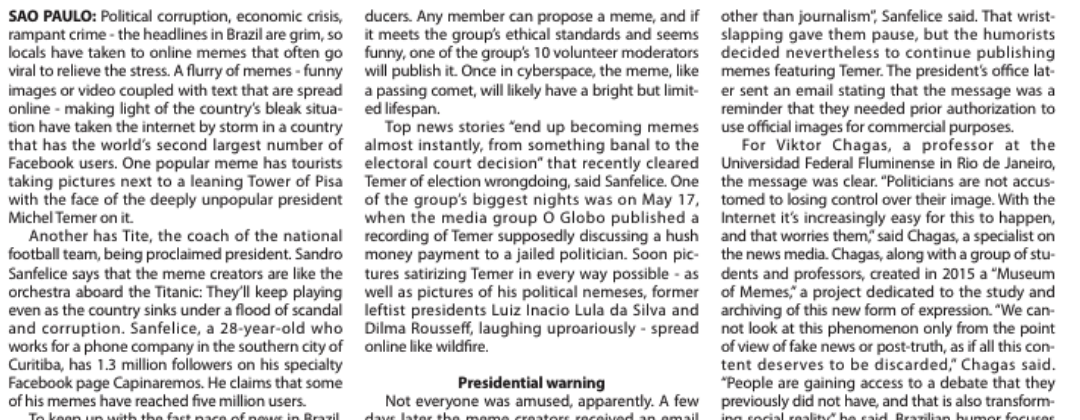 SAO PAULO: Political corruption, economic crisis,
rampant crime - the headlines in Brazil are grim, so
locals have taken to online memes that often go
viral to relieve the stress. A flurry of memes - funny
images or video coupled with text that are spread
online - making light of the country's bleak situa-
tion have taken the internet by storm in a country
that has the world's second largest number of
Facebook users. One popular meme has tourists
taking pictures next to a leaning Tower of Pisa
with the face of the deeply unpopular president
Michel Temer on it.
Another has Tite, the coach of the national
football team, being proclaimed president. Sandro
Sanfelice says that the meme creators are like the
orchestra aboard the Titanic: They'll keep playing
even as the country sinks under a flood of scandal
and corruption. Sanfelice, a 28-year-old who
works for a phone company in the southern city of
Curitiba, has 1.3 million followers on his specialty
Facebook page Capinaremos. He claims that some
of his memes have reached five million users.
To keep up with the fast pace of news in Brazil,
ducers. Any member can propose a meme, and if
it meets the group's ethical standards and seems
funny, one of the group's 10 volunteer moderators
will publish it. Once in cyberspace, the meme, like
a passing comet, will likely have a bright but limit-
ed lifespan.
Top news stories "end up becoming memes
almost instantly, from something banal to the
electoral court decision" that recently cleared
Temer of election wrongdoing, said Sanfelice. One
of the group's biggest nights was on May 17,
when the media group O Globo published a
recording of Temer supposedly discussing a hush
money payment to a jailed politician. Soon pic-
tures satirizing Temer in every way possible - as
well as pictures of his political nemeses, former
leftist presidents Luiz Inacio Lula da Silva and
Dilma Rousseff, laughing uproariously - spread
online like wildfire.
Presidential warning
Not everyone was amused, apparently. A few
days later the meme creators received an email
other than journalism", Sanfelice said. That wrist-
slapping gave them pause, but the humorists
decided nevertheless to continue publishing
memes featuring Temer. The president's office lat-
er sent an email stating that the message was a
reminder that they needed prior authorization to
use official images for commercial purposes.
For Viktor Chagas, a professor at the
Universidad Federal Fluminense in Rio de Janeiro,
the message was clear. "Politicians are not accus-
tomed to losing control over their image. With the
Internet it's increasingly easy for this to happen,
and that worries them," said Chagas, a specialist on
the news media. Chagas, along with a group of stu-
dents and professors, created in 2015 a "Museum
of Memes," a project dedicated to the study and
archiving of this new form of expression. "We can-
not look at this phenomenon only from the point
of view of fake news or post-truth, as if all this con-
tent deserves to be discarded," Chagas said.
"People are gaining access to a debate that they
previously did not have, and that is also transform-
ing social reality," he said. Brazilian humor focuses